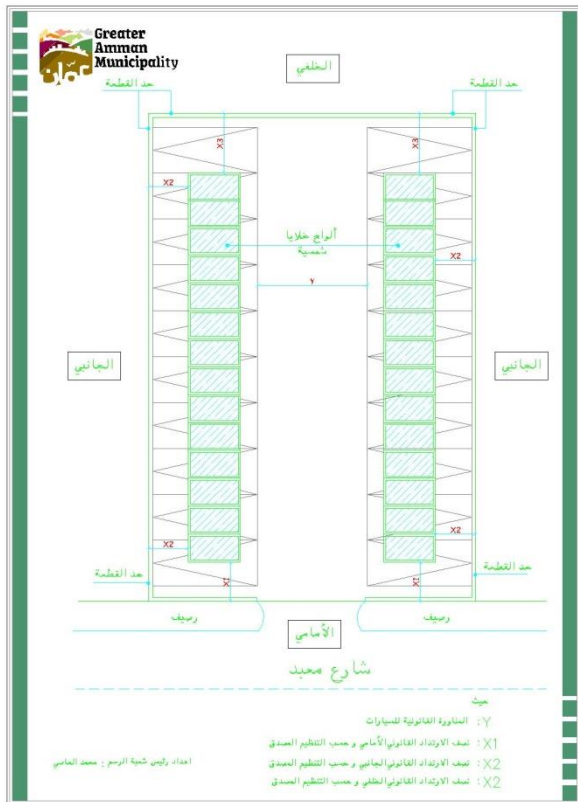 Greater
Amman
Municipality
عمان
الخلفي
حد القطعة
حد القطعة
X3
X3
X2
ألواح خلايا
شمسية
X2
Y
الجانبي
الجانبي
X2
X2
حد القطعة
حد القطعة
X1
X1
رصيف
الأمامي
رصيف
شارع معبد
حيث
Y: المناورة القانونية للسيارات
X1: نصف الارتداد القانوني الأمامي و حسب التنظيم المصدق
X2: نصف الارتداد القانوني الجانبي و حسب التنظيم المصدق
X2: نصف الارتداد القانوني الخلفي و حسب التنظيم المصدق
اعداد رئيس شعبة الرسم : محمد